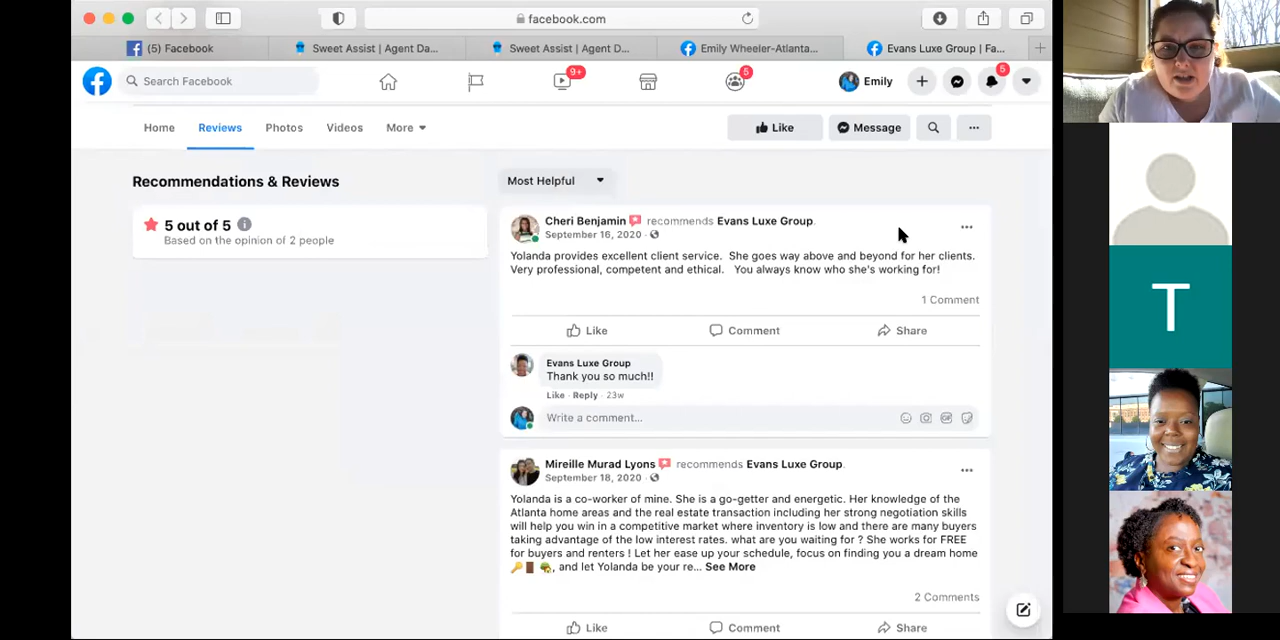 facebook.com
(5) Facebook
Sweet Assist | Agent Da...
Sweet Assist | Agent D...
Emily Wheeler-Atlanta...
Evans Luxe Group | Fa...
Search Facebook
9+
5
Emily
5
Home
Reviews
Photos
Videos
More
Like
Message
Recommendations & Reviews
Most Helpful
5 out of 5
Based on the opinion of 2 people
Cheri Benjamin recommends Evans Luxe Group.
September 16, 2020
Yolanda provides excellent client service. She goes way above and beyond for her clients.
Very professional, competent and ethical. You always know who she's working for!
1 Comment
Like
Comment
Share
Evans Luxe Group
Thank you so much!!
Like · Reply · 23w
Write a comment...
GIF
Mireille Murad Lyons recommends Evans Luxe Group.
September 18, 2020
Yolanda is a co-worker of mine. She is a go-getter and energetic. Her knowledge of the
Atlanta home areas and the real estate transaction including her strong negotiation skills
will help you win in a competitive market where inventory is low and there are many buyers
taking advantage of the low interest rates. what are you waiting for ? She works for FREE
for buyers and renters ! Let her ease up your schedule, focus on finding you a dream home
🔑🚪🏡, and let Yolanda be your re... See More
2 Comments
Like
Comment
Share
T